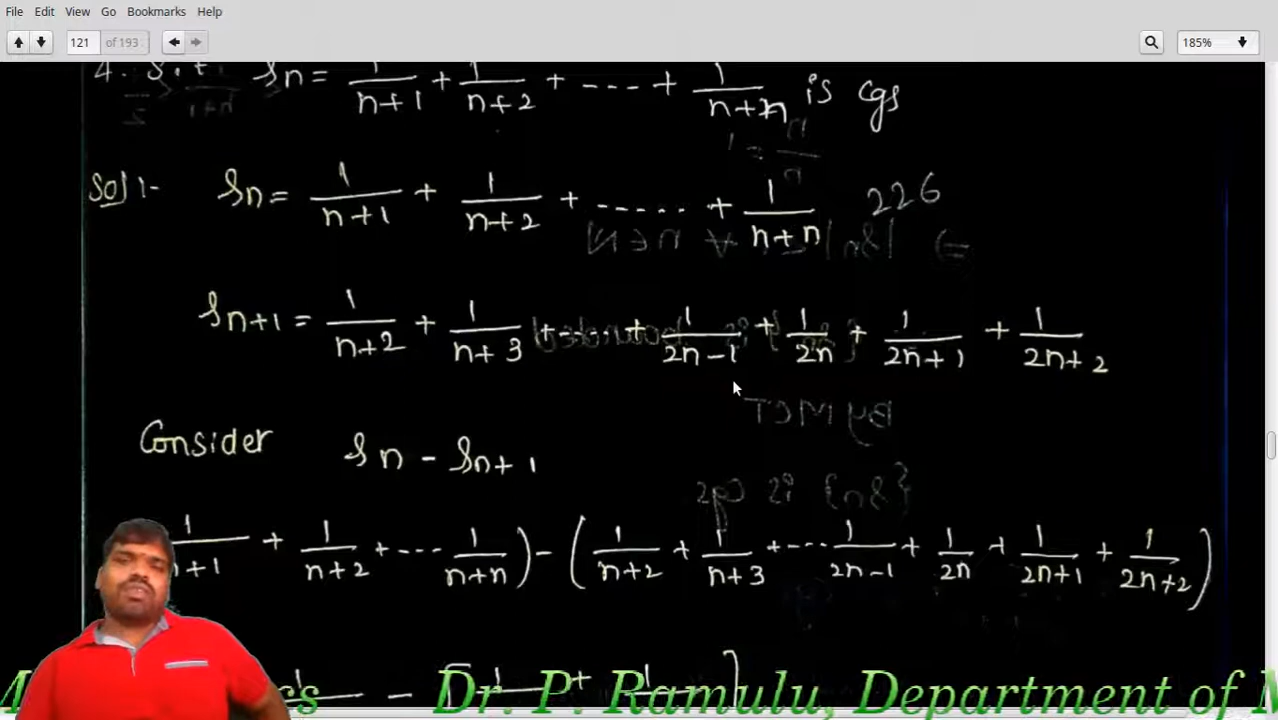 File Edit View Go Bookmarks Help
121 of 193 185%
4. S.t Sn = 1/(n+1) + 1/(n+2) + ---- + 1/(n+n) is cgs
Sol :- Sn = 1/(n+1) + 1/(n+2) + ...... + 1/(n+n) 226
Sn+1 = 1/(n+2) + 1/(n+3) + ---- + 1/(2n-1) + 1/2n + 1/(2n+1) + 1/(2n+2)
Consider Sn - Sn+1
1/(n+1) + 1/(n+2) + --- 1/(n+n) ) - ( 1/(n+2) + 1/(n+3) + --- 1/(2n-1) + 1/2n + 1/(2n+1) + 1/(2n+2) )
Dr. P. Ramulu, Department of M